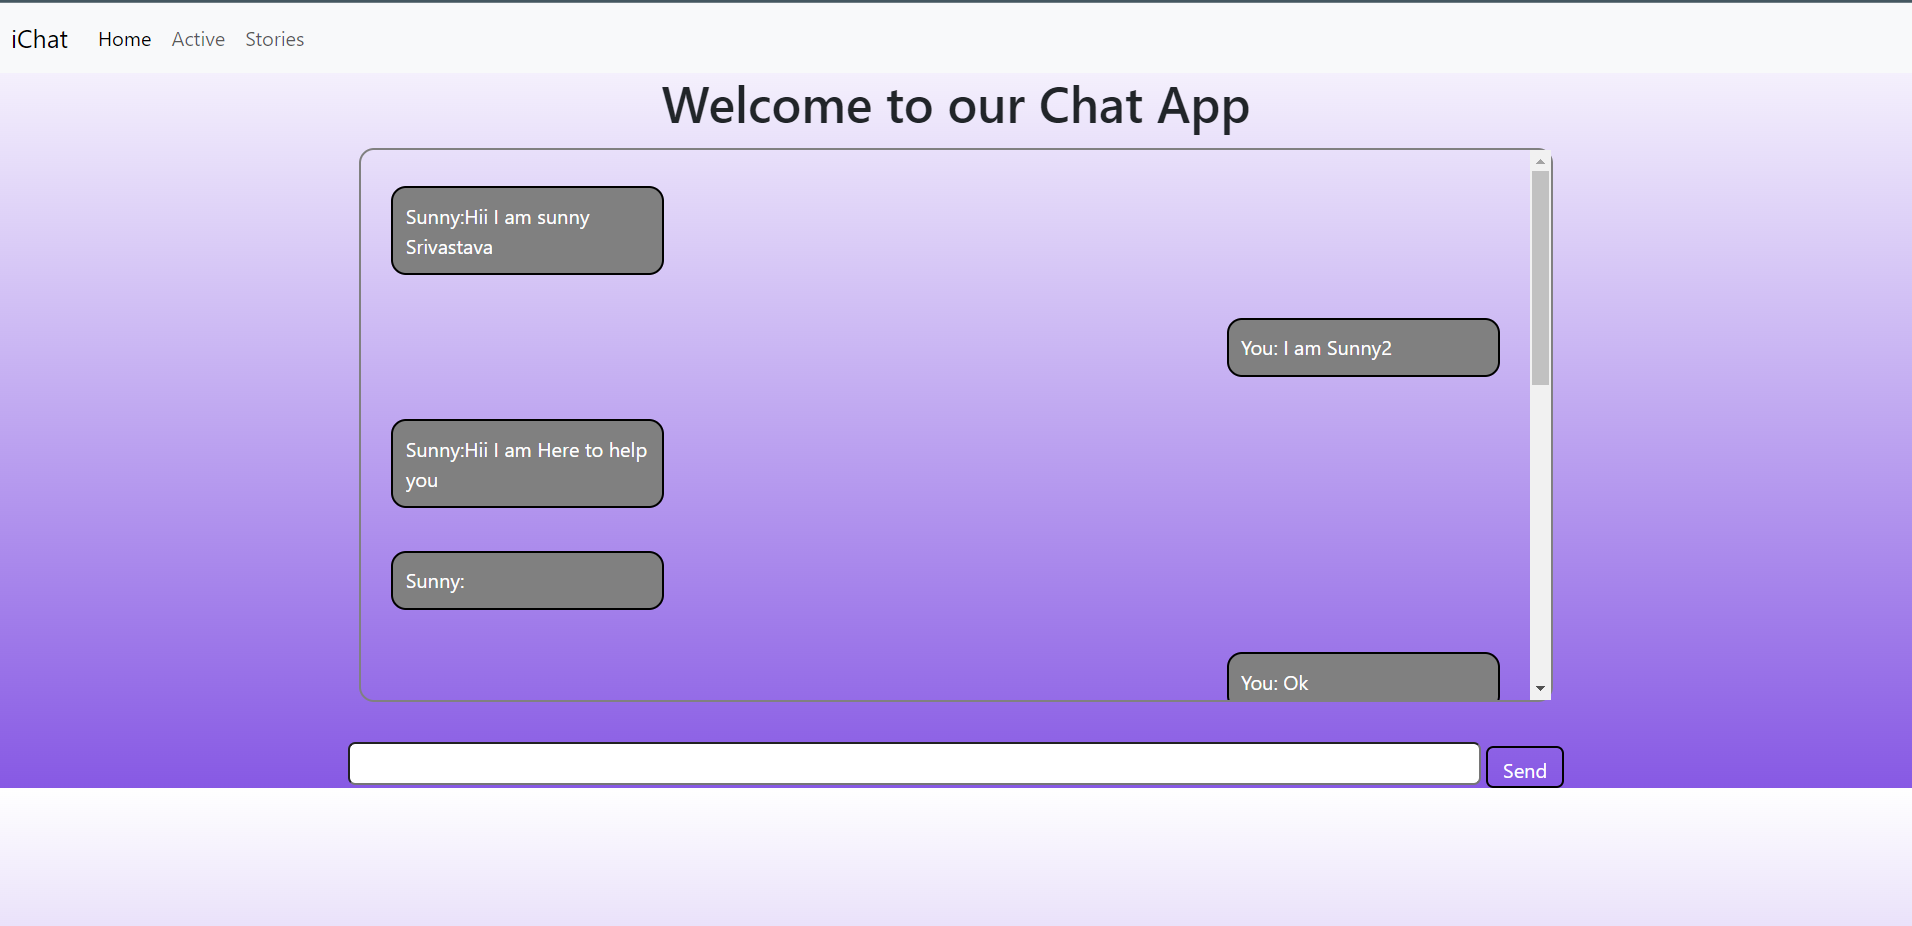 iChat Home Active Stories
Welcome to our Chat App
Sunny:Hii I am sunny
Srivastava
You: I am Sunny2
Sunny:Hii I am Here to help
you
Sunny:
You: Ok
Send